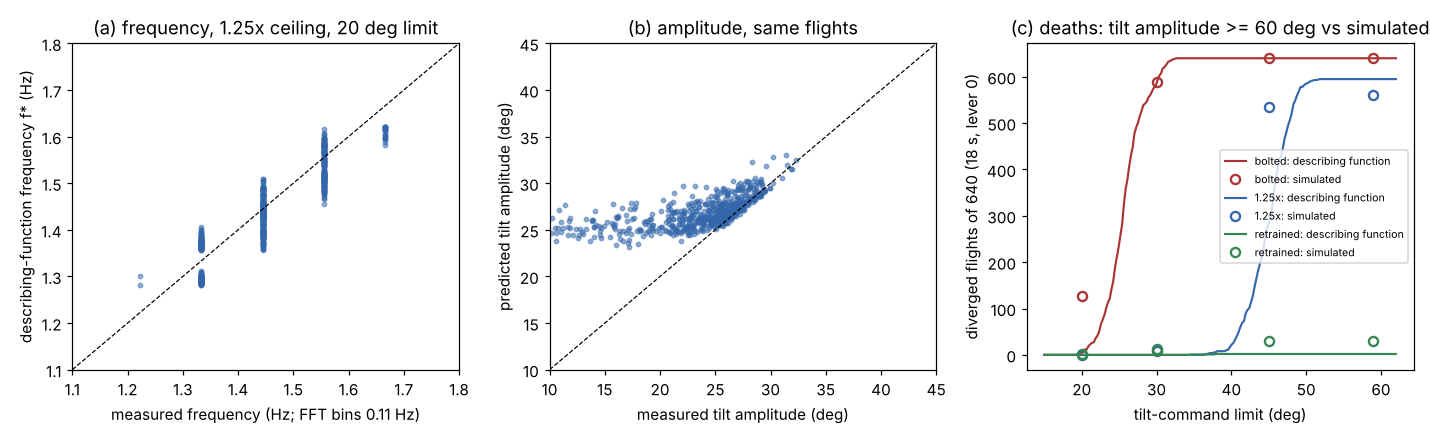 (a) frequency, 1.25x ceiling, 20 deg limit
describing-function frequency f* (Hz)
1.8
1.7
1.6
1.5
1.4
1.3
1.2
1.1
1.1
1.2
1.3
1.4
1.5
1.6
1.7
1.8
measured frequency (Hz; FFT bins 0.11 Hz)
(b) amplitude, same flights
predicted tilt amplitude (deg)
45
40
35
30
25
20
15
10
10
15
20
25
30
35
40
45
measured tilt amplitude (deg)
(c) deaths: tilt amplitude >= 60 deg vs simulated
diverged flights of 640 (18 s, lever 0)
600
500
400
300
200
100
0
bolted: describing function
bolted: simulated
1.25x: describing function
1.25x: simulated
retrained: describing function
retrained: simulated
20
30
40
50
60
tilt-command limit (deg)